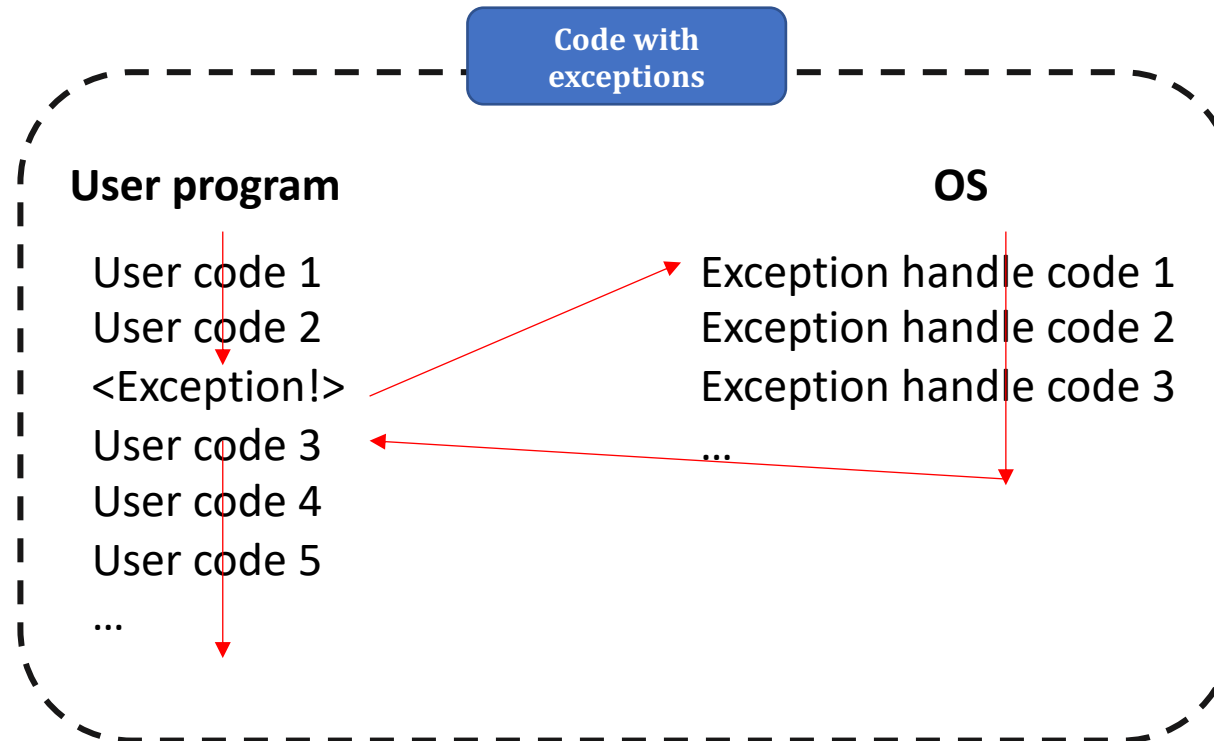 Code with
exceptions
User program
User code 1
User code 2
<Exception!>
User code 3
User code 4
User code 5
...
OS
Exception handle code 1
Exception handle code 2
Exception handle code 3
...